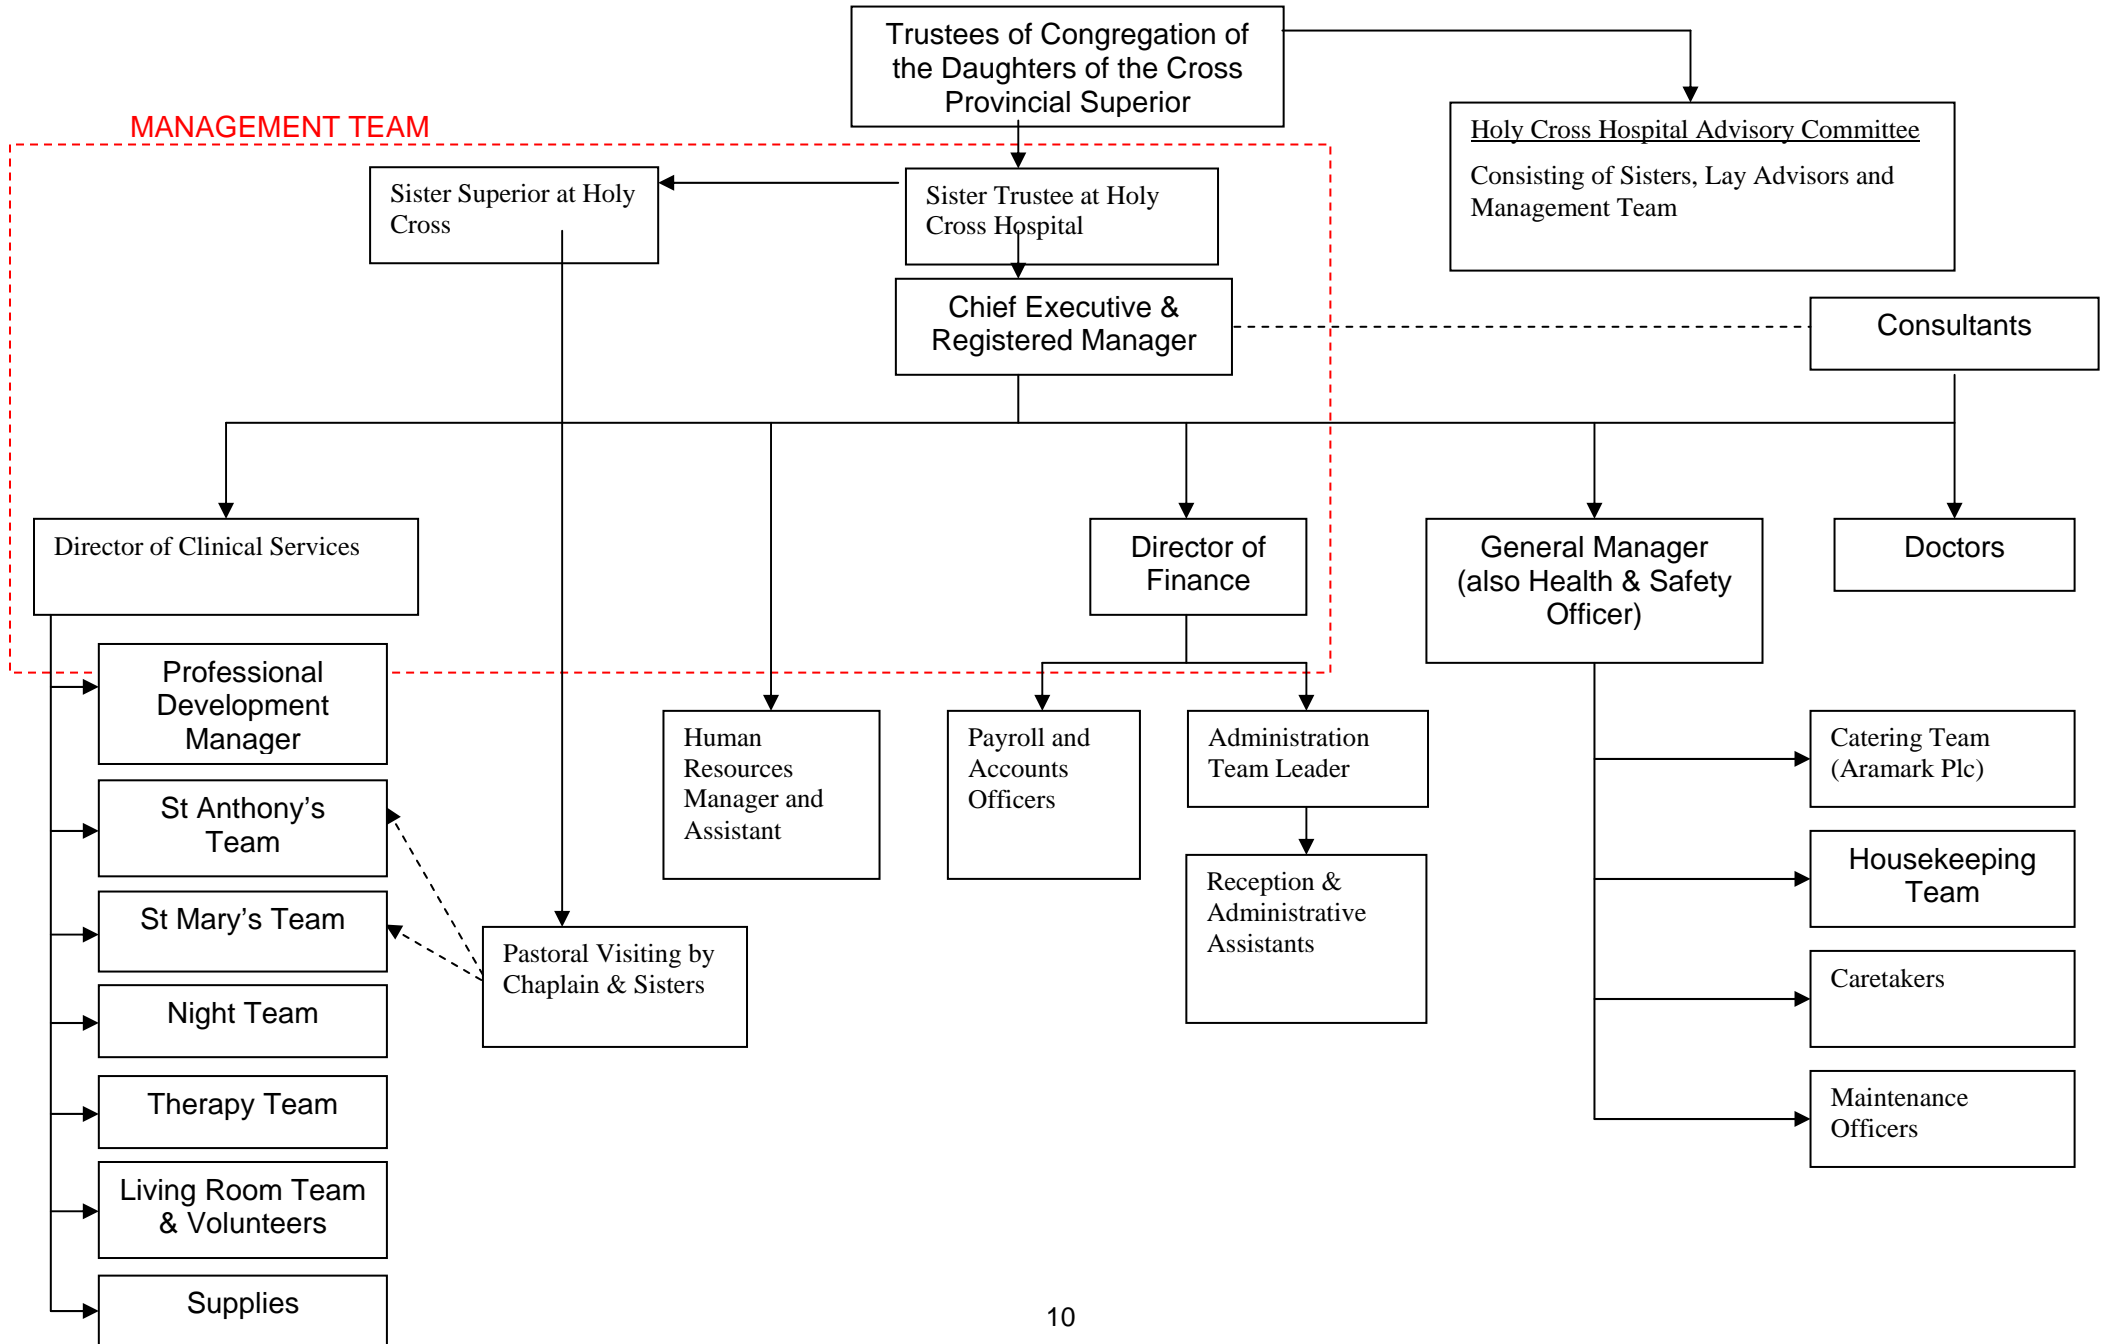 Trustees of Congregation of
the Daughters of the Cross
Provincial Superior
MANAGEMENT TEAM
Holy Cross Hospital Advisory Committee
Consisting of Sisters, Lay Advisors and
Management Team
Sister Superior at Holy
Cross
Sister Trustee at Holy
Cross Hospital
Chief Executive &
Registered Manager
Consultants
Director of Clinical Services
Director of
Finance
General Manager
(also Health & Safety
Officer)
Doctors
Professional
Development
Manager
St Anthony’s
Team
St Mary’s Team
Night Team
Therapy Team
Living Room Team
& Volunteers
Supplies
Pastoral Visiting by
Chaplain & Sisters
Human
Resources
Manager and
Assistant
Payroll and
Accounts
Officers
Administration
Team Leader
Reception &
Administrative
Assistants
Catering Team
(Aramark Plc)
Housekeeping
Team
Caretakers
Maintenance
Officers
10